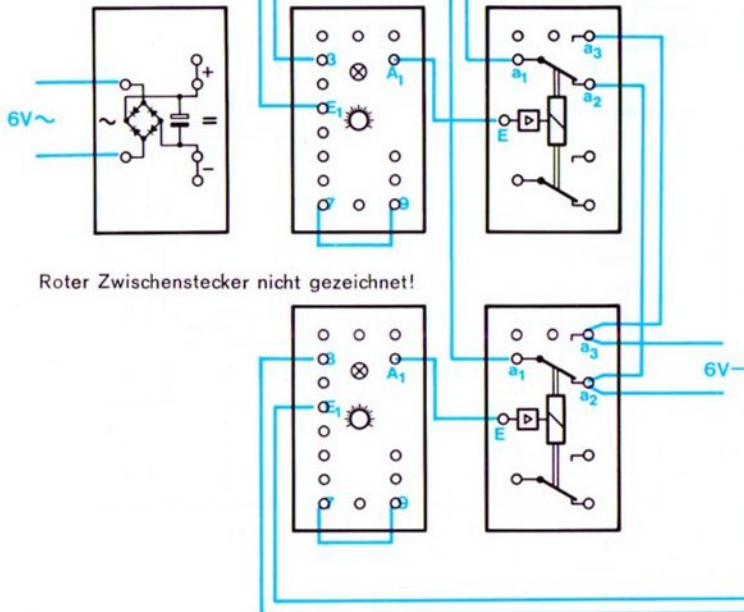 6V~
~
+
=
−
3
A₁
E₁
7
9
a₁
a₃
a₂
E
Roter Zwischenstecker nicht gezeichnet!
3
A₁
E₁
7
9
a₁
a₃
a₂
E
6V−